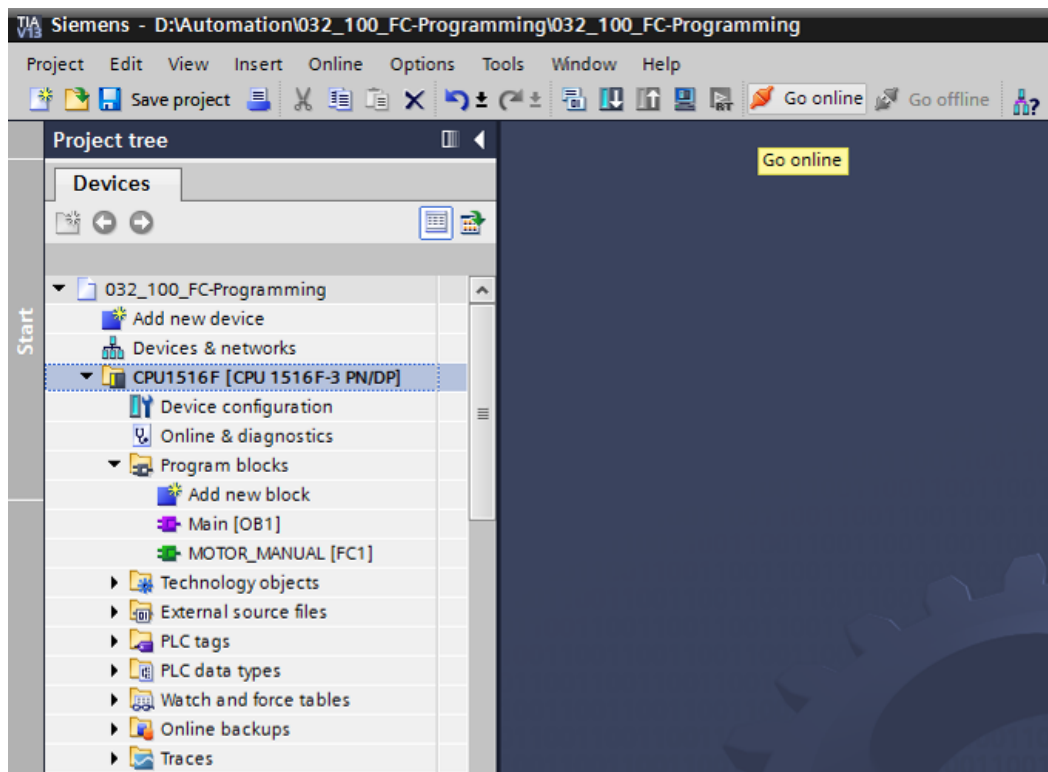 TIA V13 Siemens - D:\Automation\032_100_FC-Programming\032_100_FC-Programming
Project Edit View Insert Online Options Tools Window Help
Save project RT Go online Go offline
Project tree
Go online
Devices
Start
032_100_FC-Programming
Add new device
Devices & networks
CPU1516F [CPU 1516F-3 PN/DP]
Device configuration
Online & diagnostics
Program blocks
Add new block
Main [OB1]
MOTOR_MANUAL [FC1]
Technology objects
External source files
PLC tags
PLC data types
Watch and force tables
Online backups
Traces